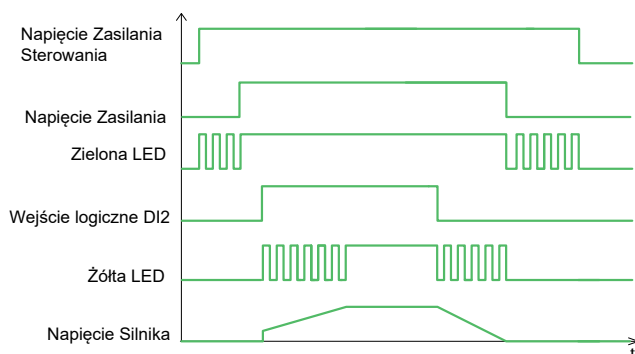 Napięcie Zasilania
Sterowania
Napięcie Zasilania
Zielona LED
Wejście logiczne DI2
Żółta LED
Napięcie Silnika
t